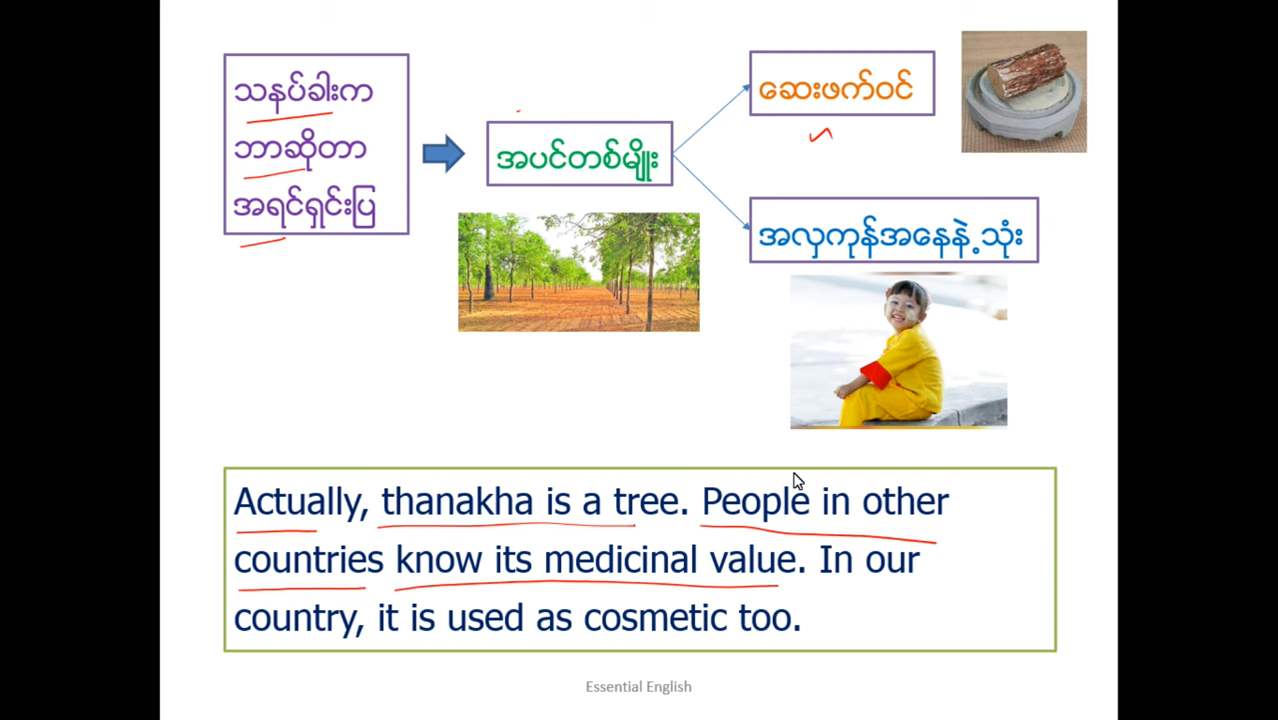 သနပ်ခါးက
ဘာဆိုတာ
အရင်ရှင်းပြ
အပင်တစ်မျိုး
ဆေးဖက်ဝင်
အလှကုန်အနေနဲ့သုံး
Actually, thanakha is a tree. People in other
countries know its medicinal value. In our
country, it is used as cosmetic too.
Essential English